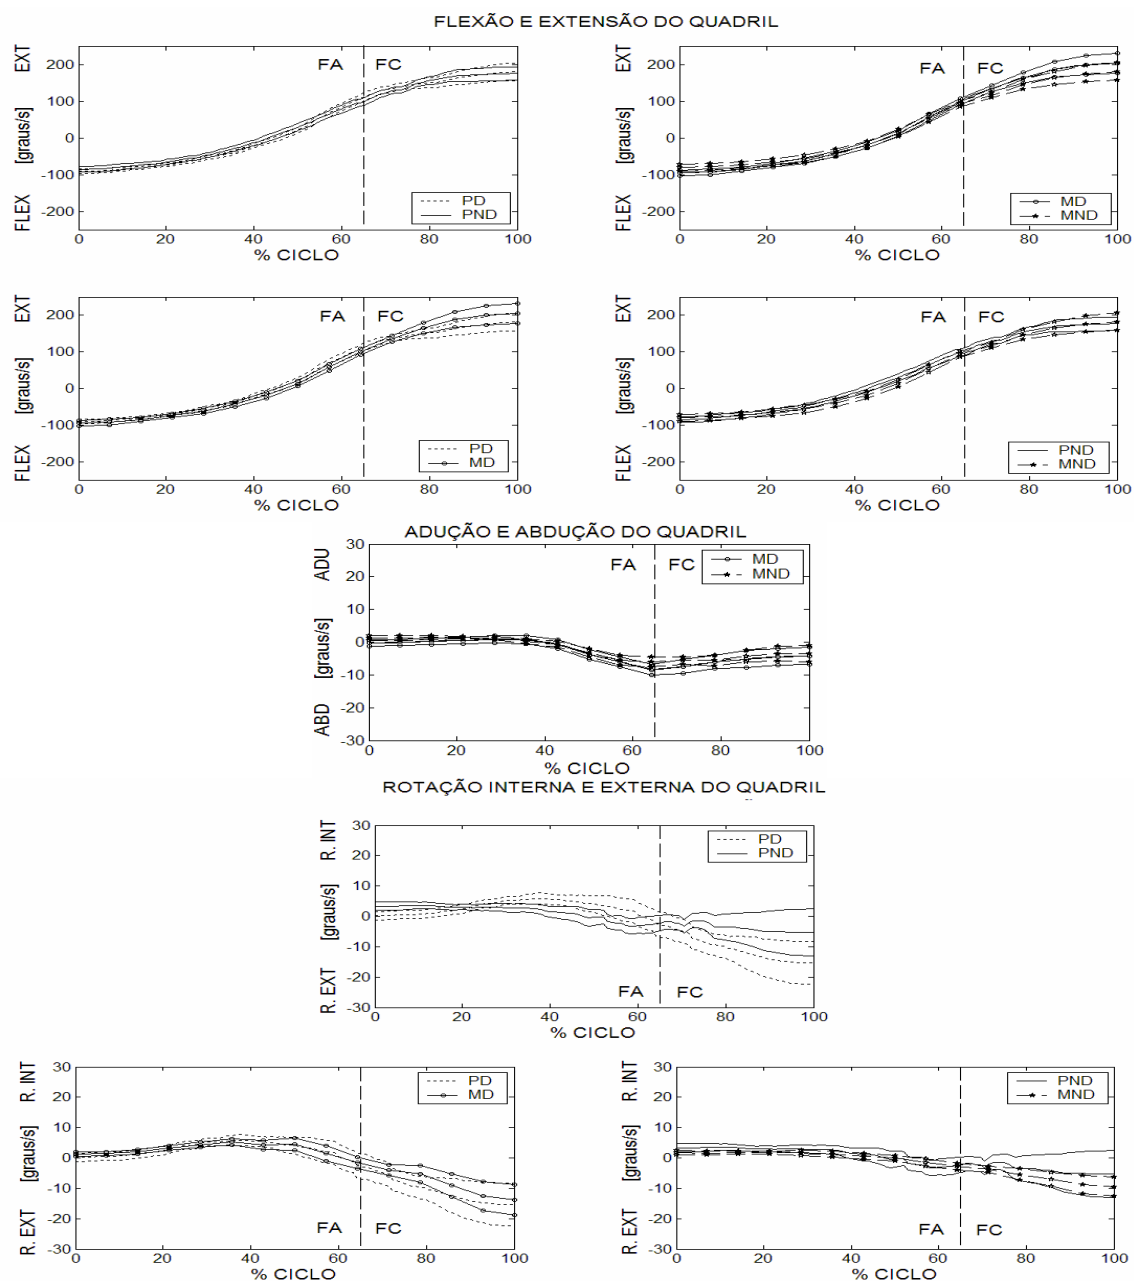 FLEXÃO E EXTENSÃO DO QUADRIL
EXT
[graus/s]
FLEX
200
100
0
-100
-200
FA
FC
PD
PND
0 20 40 60 80 100
% CICLO
EXT
[graus/s]
FLEX
200
100
0
-100
-200
FA
FC
MD
MND
0 20 40 60 80 100
% CICLO
EXT
[graus/s]
FLEX
200
100
0
-100
-200
FA
FC
PD
MD
0 20 40 60 80 100
% CICLO
EXT
[graus/s]
FLEX
200
100
0
-100
-200
FA
FC
PND
MND
0 20 40 60 80 100
% CICLO
ADUÇÃO E ABDUÇÃO DO QUADRIL
ADU
[graus/s]
ABD
30
20
10
0
-10
-20
-30
FA
FC
MD
MND
0 20 40 60 80 100
% CICLO
ROTAÇÃO INTERNA E EXTERNA DO QUADRIL
R. INT
[graus/s]
R. EXT
30
20
10
0
-10
-20
-30
PD
PND
FA
FC
0 20 40 60 80 100
% CICLO
R. INT
[graus/s]
R. EXT
30
20
10
0
-10
-20
-30
PD
MD
FA
FC
0 20 40 60 80 100
% CICLO
R. INT
[graus/s]
R. EXT
30
20
10
0
-10
-20
-30
PND
MND
FA
FC
0 20 40 60 80 100
% CICLO